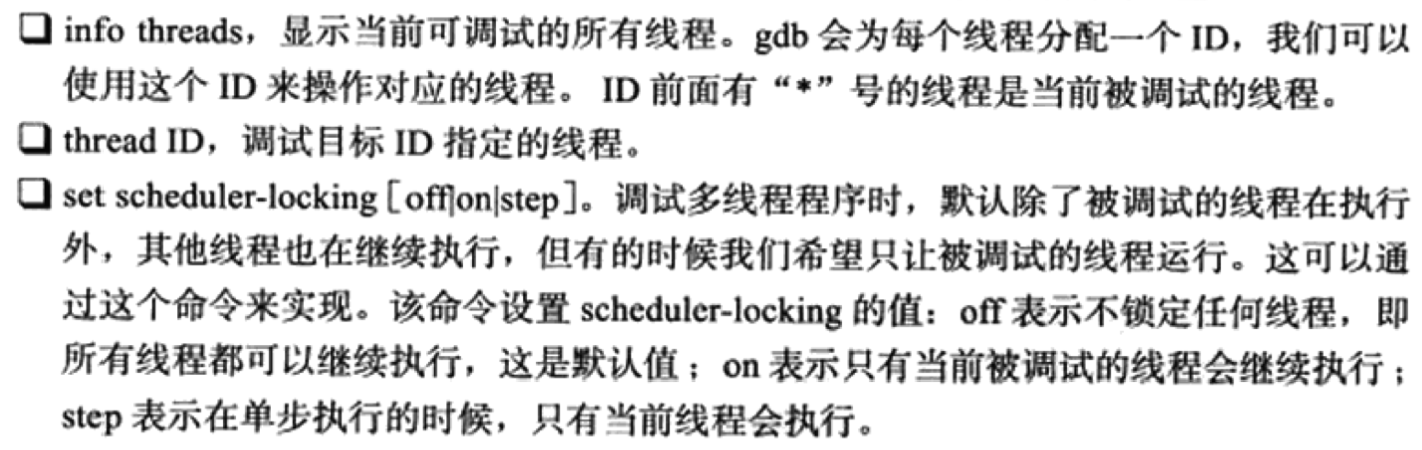 ❑ info threads，显示当前可调试的所有线程。gdb 会为每个线程分配一个 ID，我们可以
使用这个 ID 来操作对应的线程。 ID 前面有“*”号的线程是当前被调试的线程。
❑ thread ID，调试目标 ID 指定的线程。
❑ set scheduler-locking［off|on|step］。调试多线程程序时，默认除了被调试的线程在执行
外，其他线程也在继续执行，但有的时候我们希望只让被调试的线程运行。这可以通
过这个命令来实现。该命令设置 scheduler-locking 的值：off 表示不锁定任何线程，即
所有线程都可以继续执行，这是默认值；on 表示只有当前被调试的线程会继续执行；
step 表示在单步执行的时候，只有当前线程会执行。